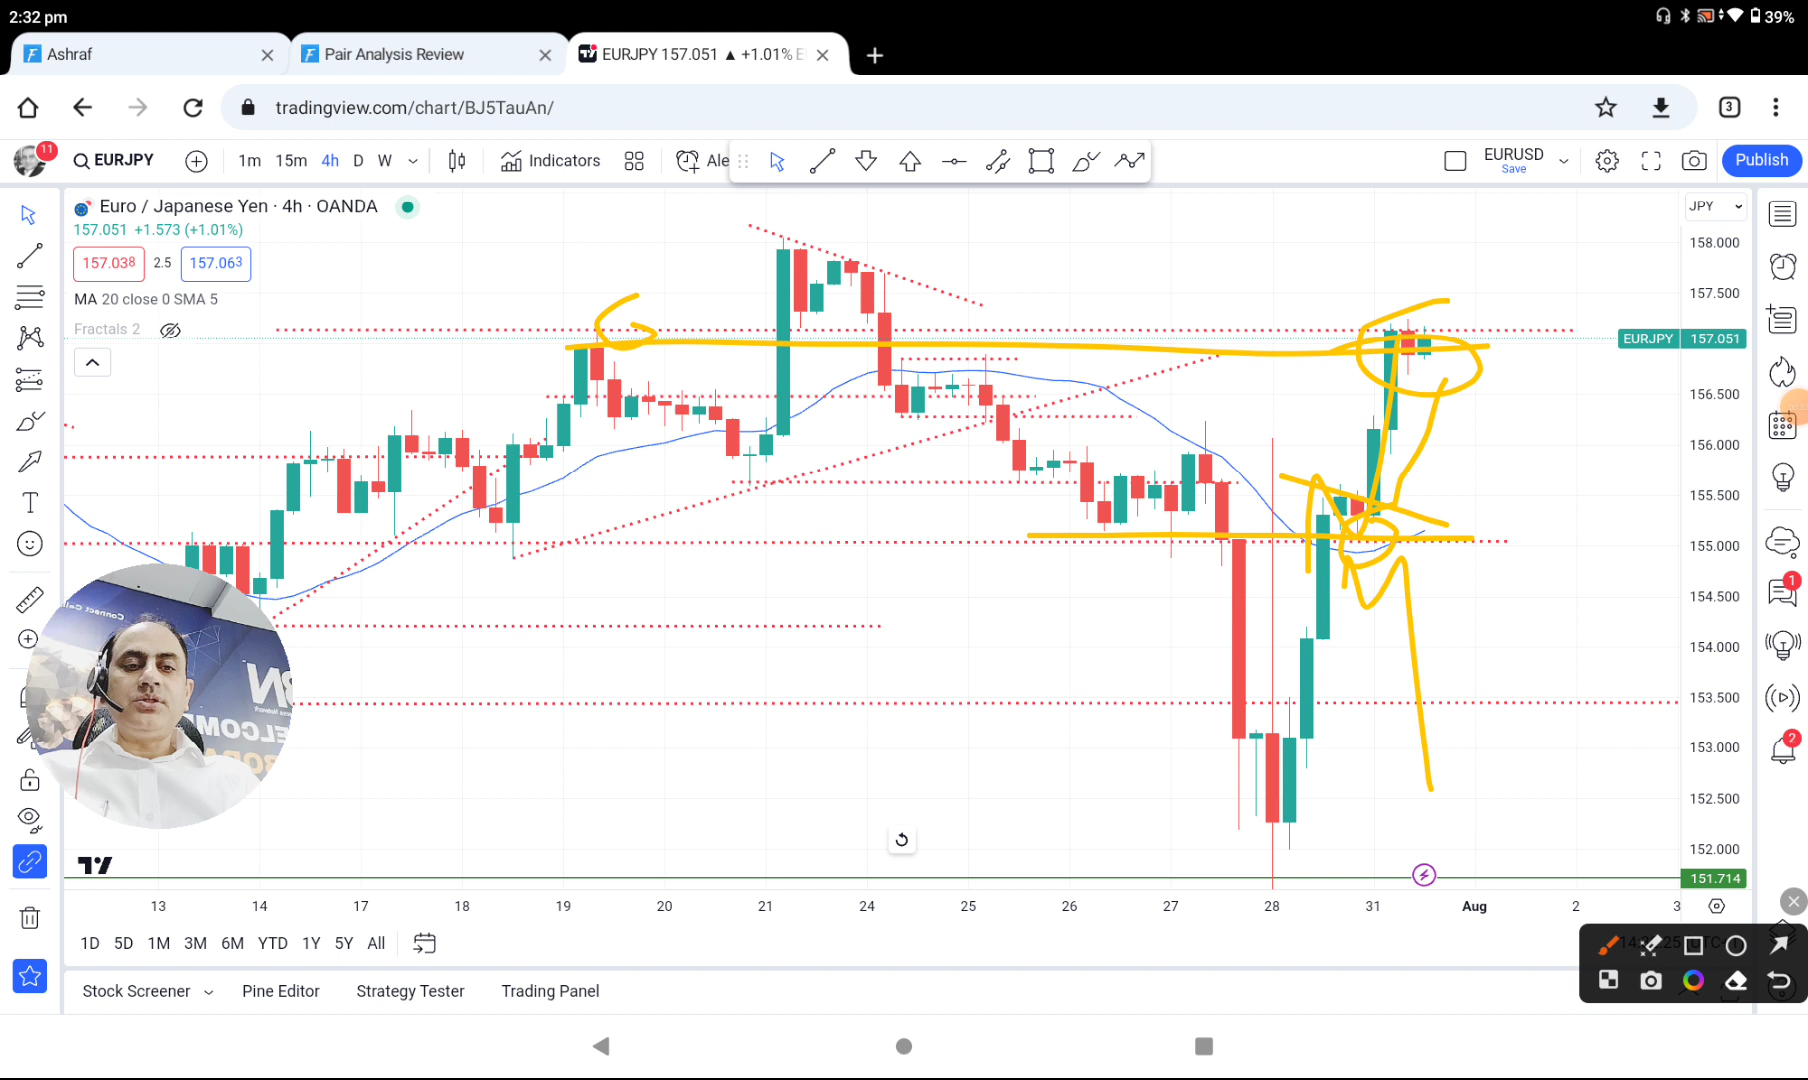 2:32 pm
39%
Ashraf
Pair Analysis Review
EURJPY 157.051 ▲ +1.01% E
tradingview.com/chart/BJ5TauAn/
3
11
EURJPY
1m 15m 4h D W
Indicators
Ale
EURUSD
Save
Publish
Euro / Japanese Yen · 4h · OANDA
JPY
157.051 +1.573 (+1.01%)
157.038 2.5 157.063
MA 20 close 0 SMA 5
Fractals 2
158.000
157.500
EURJPY 157.051
156.500
156.000
155.500
155.000
154.500
1
154.000
153.500
153.000
2
152.500
152.000
151.714
WELCOM
13 14 17 18 19 20 21 24 25 26 27 28 31 Aug 2 3
1D 5D 1M 3M 6M YTD 1Y 5Y All
Stock Screener Pine Editor Strategy Tester Trading Panel